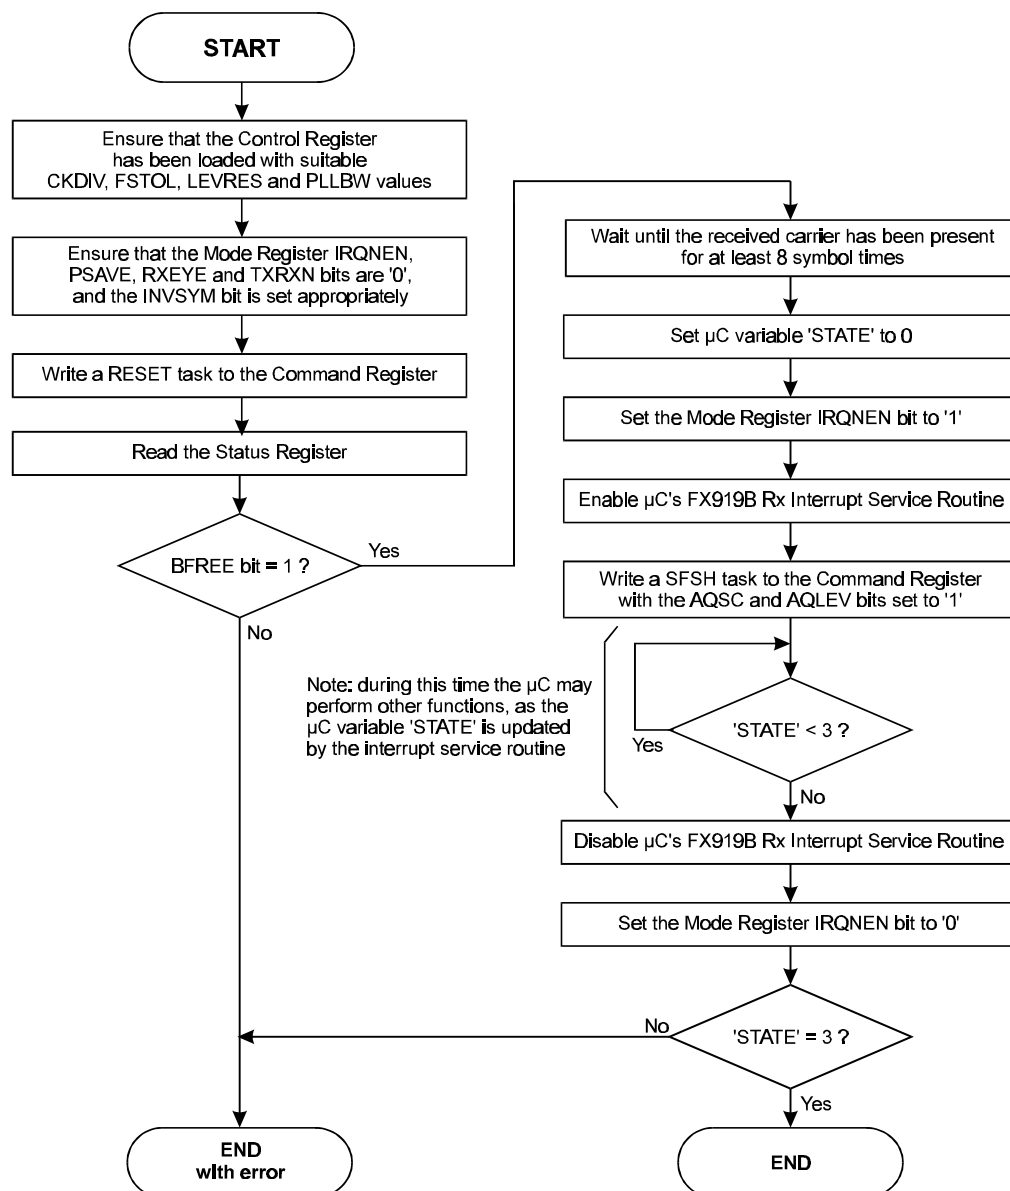 START
Ensure that the Control Register
has been loaded with suitable
CKDIV, FSTOL, LEVRES and PLLBW values
Ensure that the Mode Register IRQNEN,
PSAVE, RXEYE and TXRXN bits are '0',
and the INVSYM bit is set appropriately
Write a RESET task to the Command Register
Read the Status Register
BFREE bit = 1 ?
Yes
No
Wait until the received carrier has been present
for at least 8 symbol times
Set µC variable 'STATE' to 0
Set the Mode Register IRQNEN bit to '1'
Enable µC's FX919B Rx Interrupt Service Routine
Write a SFSH task to the Command Register
with the AQSC and AQLEV bits set to '1'
Note: during this time the µC may
perform other functions, as the
µC variable 'STATE' is updated
by the interrupt service routine
'STATE' < 3 ?
Yes
No
Disable µC's FX919B Rx Interrupt Service Routine
Set the Mode Register IRQNEN bit to '0'
'STATE' = 3 ?
No
Yes
END
with error
END